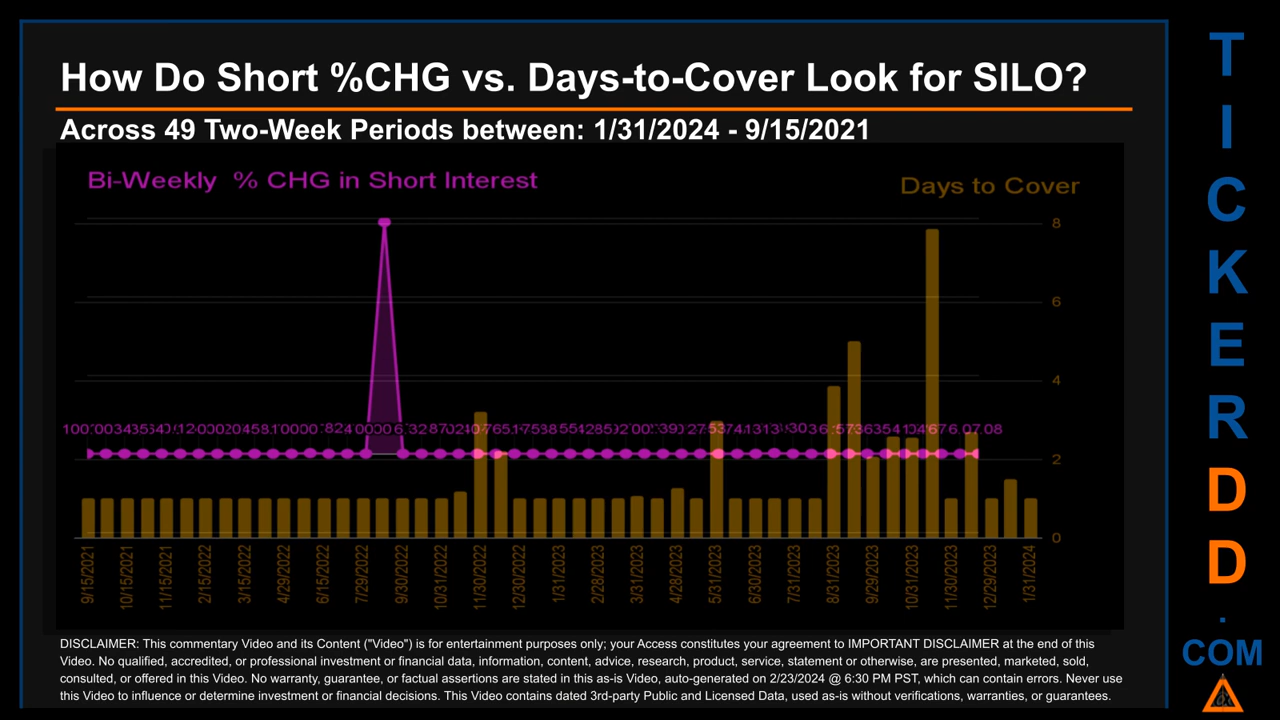 How Do Short %CHG vs. Days-to-Cover Look for SILO?
Across 49 Two-Week Periods between: 1/31/2024 - 9/15/2021
Bi-Weekly % CHG in Short Interest
Days to Cover
8
6
4
2
0
9/15/2021
10/15/2021
11/15/2021
2/15/2022
3/15/2022
4/29/2022
6/15/2022
7/29/2022
9/30/2022
10/31/2022
11/30/2022
12/30/2022
1/31/2023
2/28/2023
3/31/2023
4/28/2023
5/31/2023
6/30/2023
7/31/2023
8/31/2023
9/29/2023
10/31/2023
11/30/2023
12/29/2023
1/31/2024
DISCLAIMER: This commentary Video and its Content ("Video") is for entertainment purposes only; your Access constitutes your agreement to IMPORTANT DISCLAIMER at the end of this
Video. No qualified, accredited, or professional investment or financial data, information, content, advice, research, product, service, statement or otherwise, are presented, marketed, sold,
consulted, or offered in this Video. No warranty, guarantee, or factual assertions are stated in this as-is Video, auto-generated on 2/23/2024 @ 6:30 PM PST, which can contain errors. Never use
this Video to influence or determine investment or financial decisions. This Video contains dated 3rd-party Public and Licensed Data, used as-is without verifications, warranties, or guarantees.
T
I
C
K
E
R
D
D
.
COM